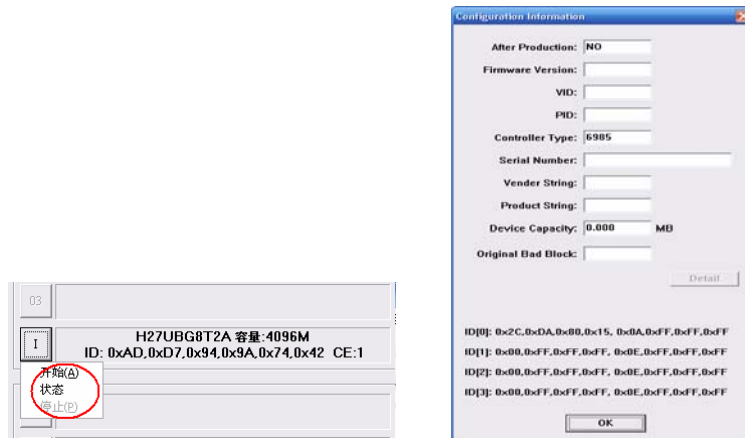 Configuration Information
After Production: NO
Firmware Version:
VID:
PID:
Controller Type: 6985
Serial Number:
Vender String:
Product String:
Device Capacity: 0.000 MB
Original Bad Block:
Detail
ID[0]: 0x2C,0xDA,0x80,0x15, 0x0A,0xFF,0xFF,0xFF
ID[1]: 0x00,0xFF,0xFF,0xFF, 0x0E,0xFF,0xFF,0xFF
ID[2]: 0x00,0xFF,0xFF,0xFF, 0x0E,0xFF,0xFF,0xFF
ID[3]: 0x00,0xFF,0xFF,0xFF, 0x0E,0xFF,0xFF,0xFF
OK
03
I
H27UBG8T2A 容量:4096M
ID: 0xAD,0xD7,0x94,0x9A,0x74,0x42 CE:1
开始(A)
状态
停止(P)